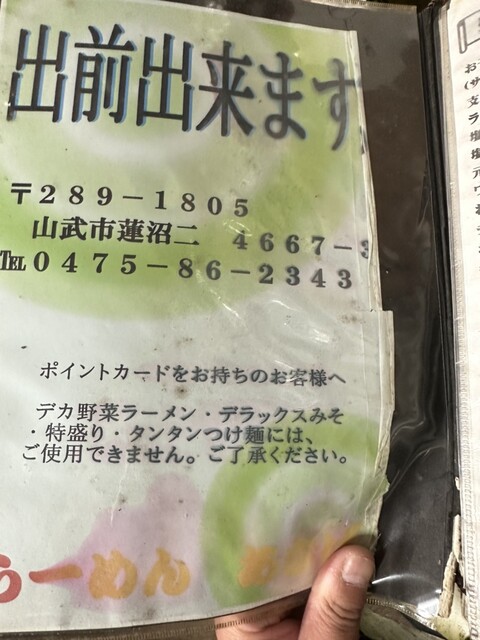 出前出来ます
〒289-1805
山武市蓮沼二 4667-3
℡0475-86-2343
ポイントカードをお持ちのお客様へ
デカ野菜ラーメン・デラックスみそ
・特盛り・タンタンつけ麺には、
ご使用できません。ご了承ください。
らーめん